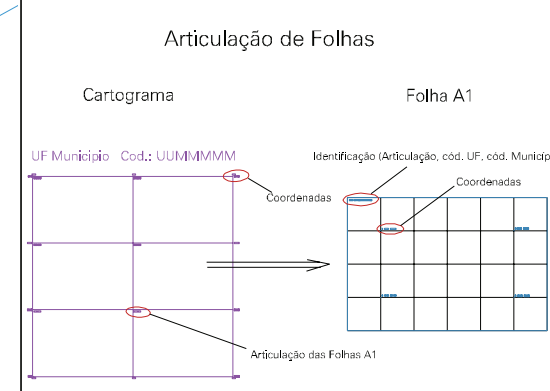 Articulação de Folhas
Cartograma
Folha A1
UF Municipio Cod.: UUMMMMM
Identificação (Articulação, cód. UF, cód. Municíp
Coordenadas
Coordenadas
Articulação das Folhas A1